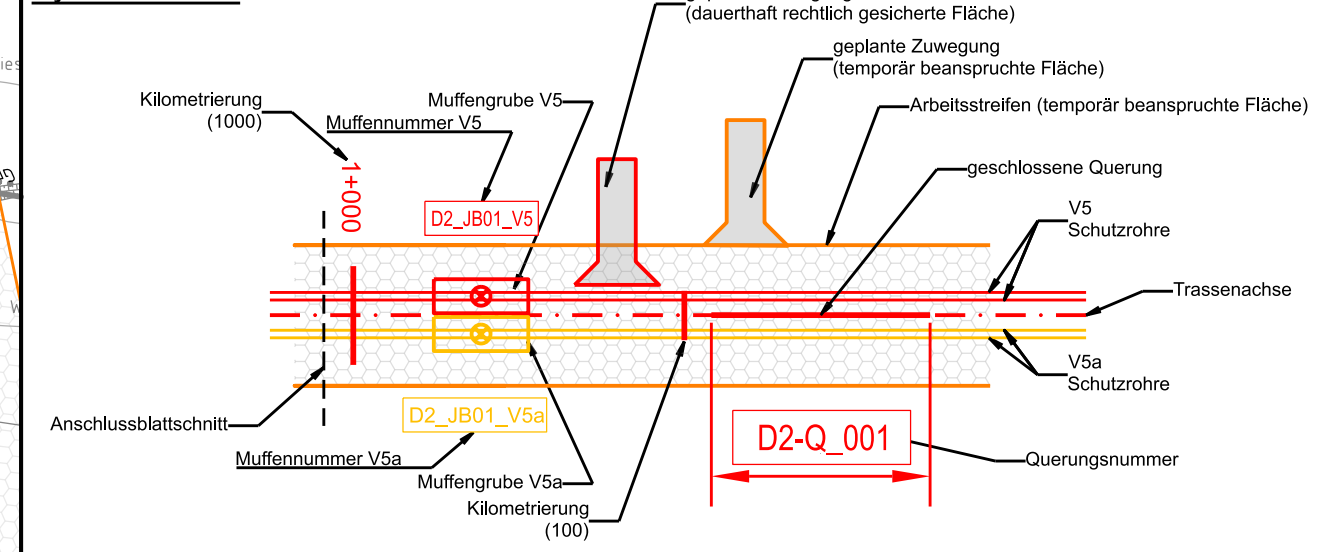 (dauerhaft rechtlich gesicherte Fläche)
geplante Zuwegung
(temporär beanspruchte Fläche)
Kilometrierung
(1000)
Muffengrube V5
Muffennummer V5
Arbeitsstreifen (temporär beanspruchte Fläche)
geschlossene Querung
1+000
D2_JB01_V5
V5
Schutzrohre
Trassenachse
V5a
Schutzrohre
Anschlussblattschnitt
D2_JB01_V5a
D2-Q_001
Muffennummer V5a
Querungsnummer
Muffengrube V5a
Kilometrierung
(100)